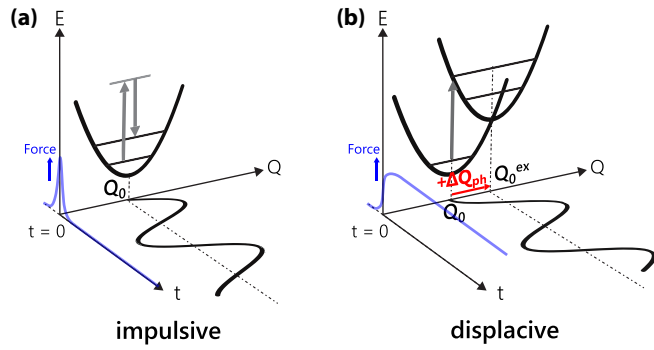 (a)
E
Force
Q
Q₀
t = 0
t
impulsive
(b)
E
Force
Q
Q₀ᵉˣ
+ΔQₚₕ
Q₀
t = 0
t
displacive